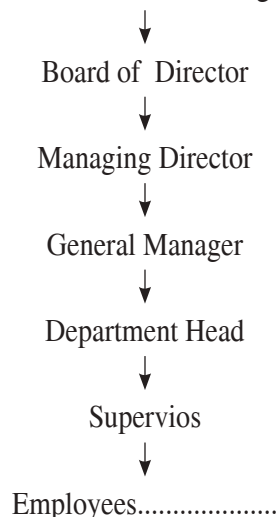 Board of Director
Managing Director
General Manager
Department Head
Supervios
Employees.....................